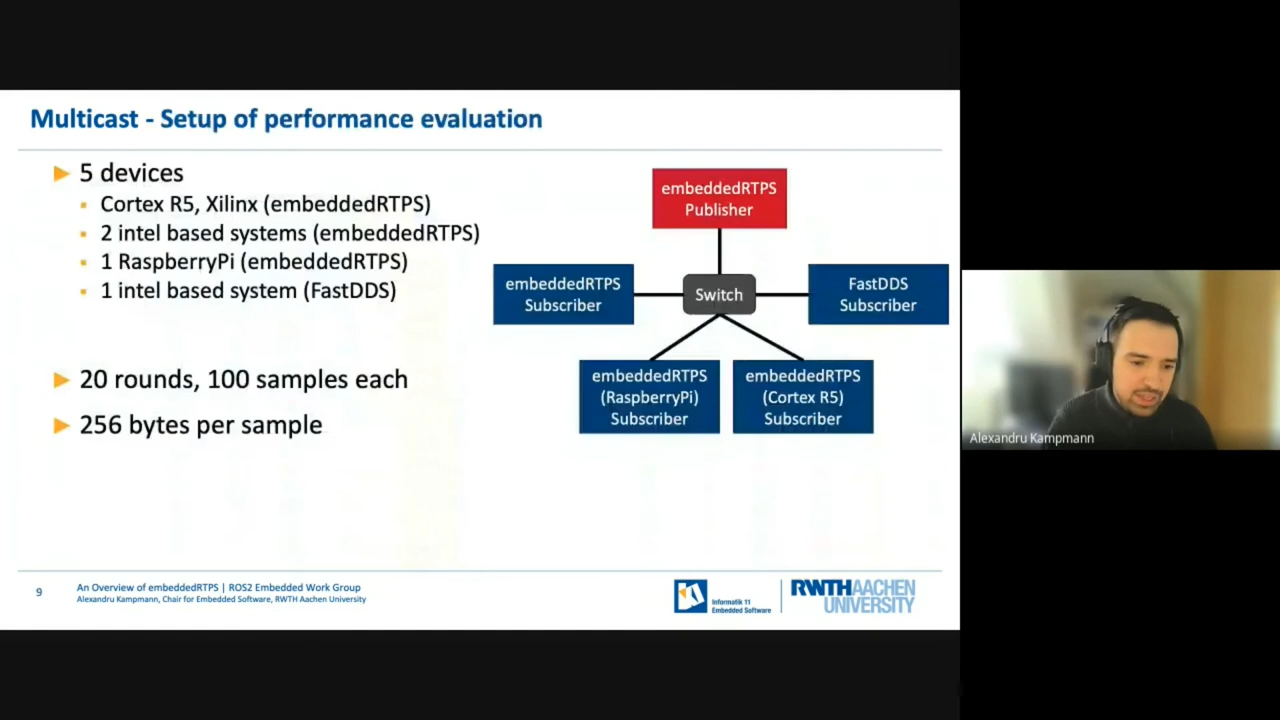 Multicast - Setup of performance evaluation
5 devices
Cortex R5, Xilinx (embeddedRTPS)
2 intel based systems (embeddedRTPS)
1 RaspberryPi (embeddedRTPS)
1 intel based system (FastDDS)
20 rounds, 100 samples each
256 bytes per sample
embeddedRTPS
Publisher
embeddedRTPS
Subscriber
Switch
FastDDS
Subscriber
embeddedRTPS
(RaspberryPi)
Subscriber
embeddedRTPS
(Cortex R5)
Subscriber
Alexandru Kampmann
9
An Overview of embeddedRTPS | ROS2 Embedded Work Group
Alexandru Kampmann, Chair for Embedded Software, RWTH Aachen University
Informatik 11
Embedded Software
RWTHAACHEN
UNIVERSITY